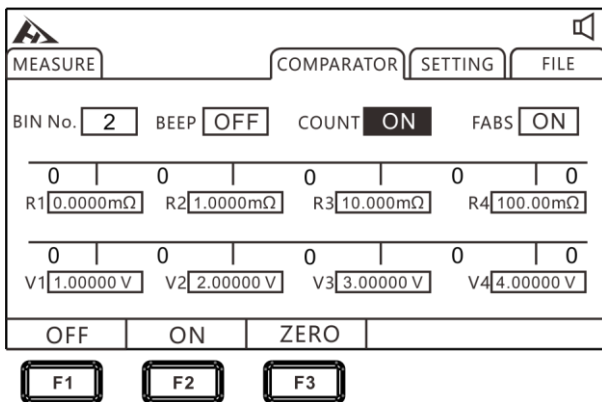 MEASURE COMPARATOR SETTING FILE
BIN No. 2 BEEP OFF COUNT ON FABS ON
0 0 0 0 0
R1 0.0000mΩ R2 1.0000mΩ R3 10.000mΩ R4 100.00mΩ
0 0 0 0 0
V1 1.00000 V V2 2.00000 V V3 3.00000 V V4 4.00000 V
OFF ON ZERO
F1 F2 F3